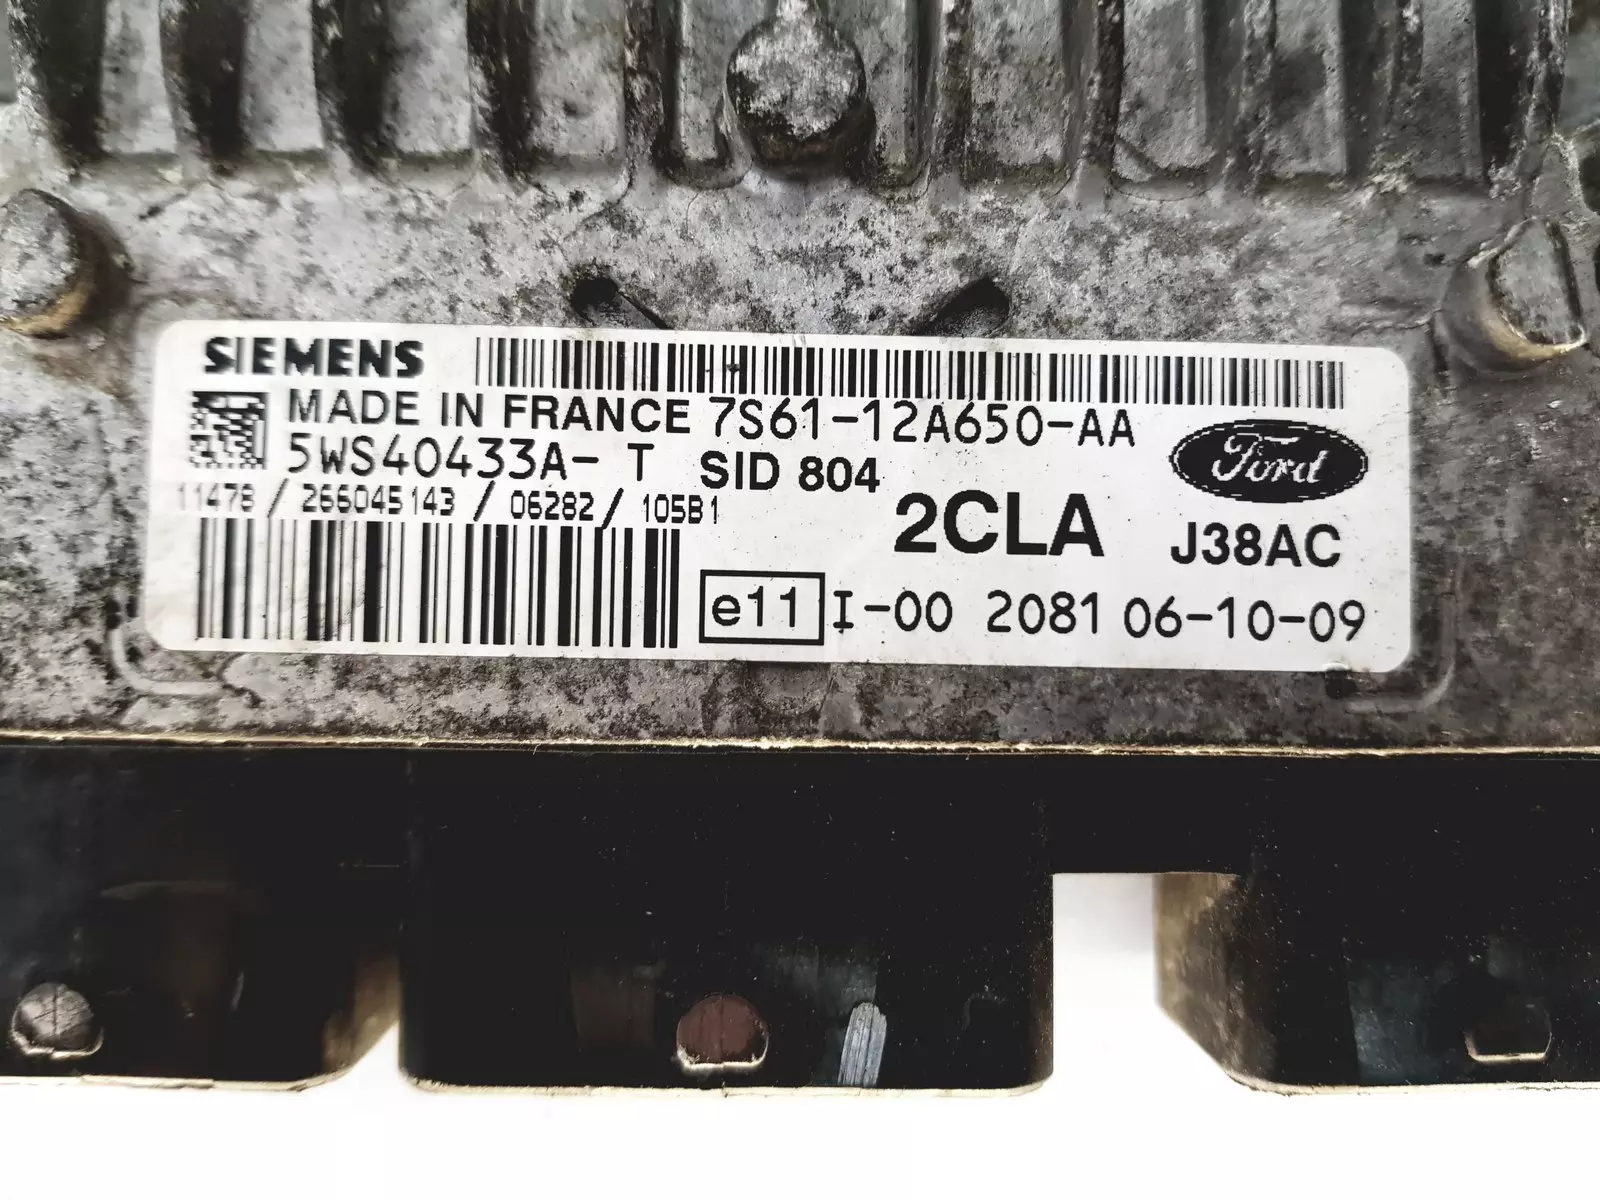 SIEMENS
MADE IN FRANCE 7S61-12A650-AA
5WS40433A- T SID 804
Ford
11478 / 266045143 / 06282 / 105B1
2CLA J38AC
e11 I-00 2081 06-10-09